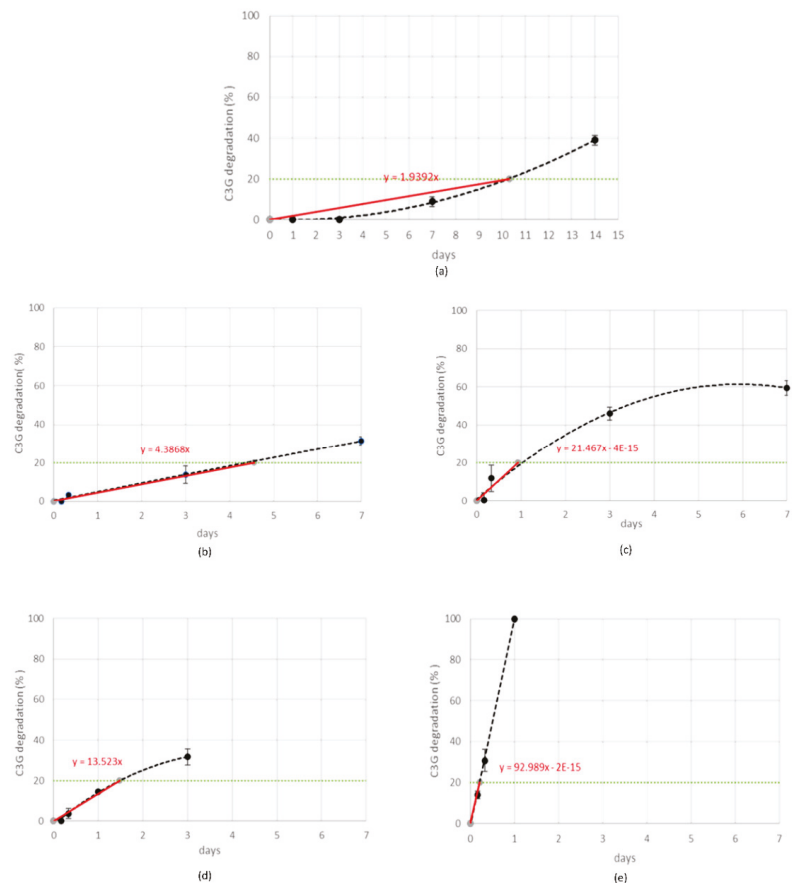 100
80
60
40
20
0
C3G degradation (% )
y = 1.9392x
0 1 2 3 4 5 6 7 8 9 10 11 12 13 14 15
days
(a)
100
80
60
40
20
0
C3G degradation( %)
y = 4.3868x
0 1 2 3 4 5 6 7
days
(b)
100
80
60
40
20
0
C3G degradation (%)
y = 21.467x - 4E-15
0 1 2 3 4 5 6 7
days
(c)
100
80
60
40
20
0
C3G degradation (% )
y = 13.523x
0 1 2 3 4 5 6 7
days
(d)
100
80
60
40
20
0
C3G degradation (% )
y = 92.989x - 2E-15
0 1 2 3 4 5 6 7
days
(e)